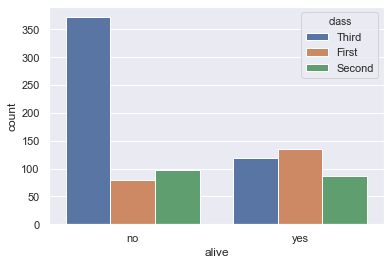 class
Third
First
Second
count
350
300
250
200
150
100
50
0
no
yes
alive